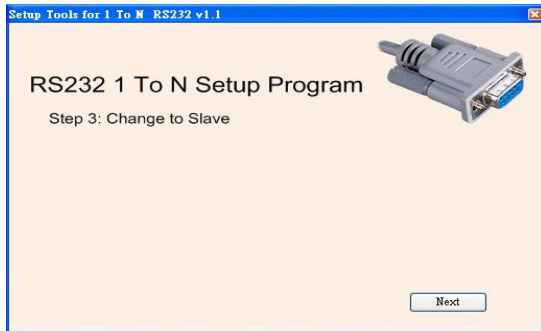 Setup Tools for 1 To N RS232 v1.1
RS232 1 To N Setup Program
Step 3: Change to Slave
Next